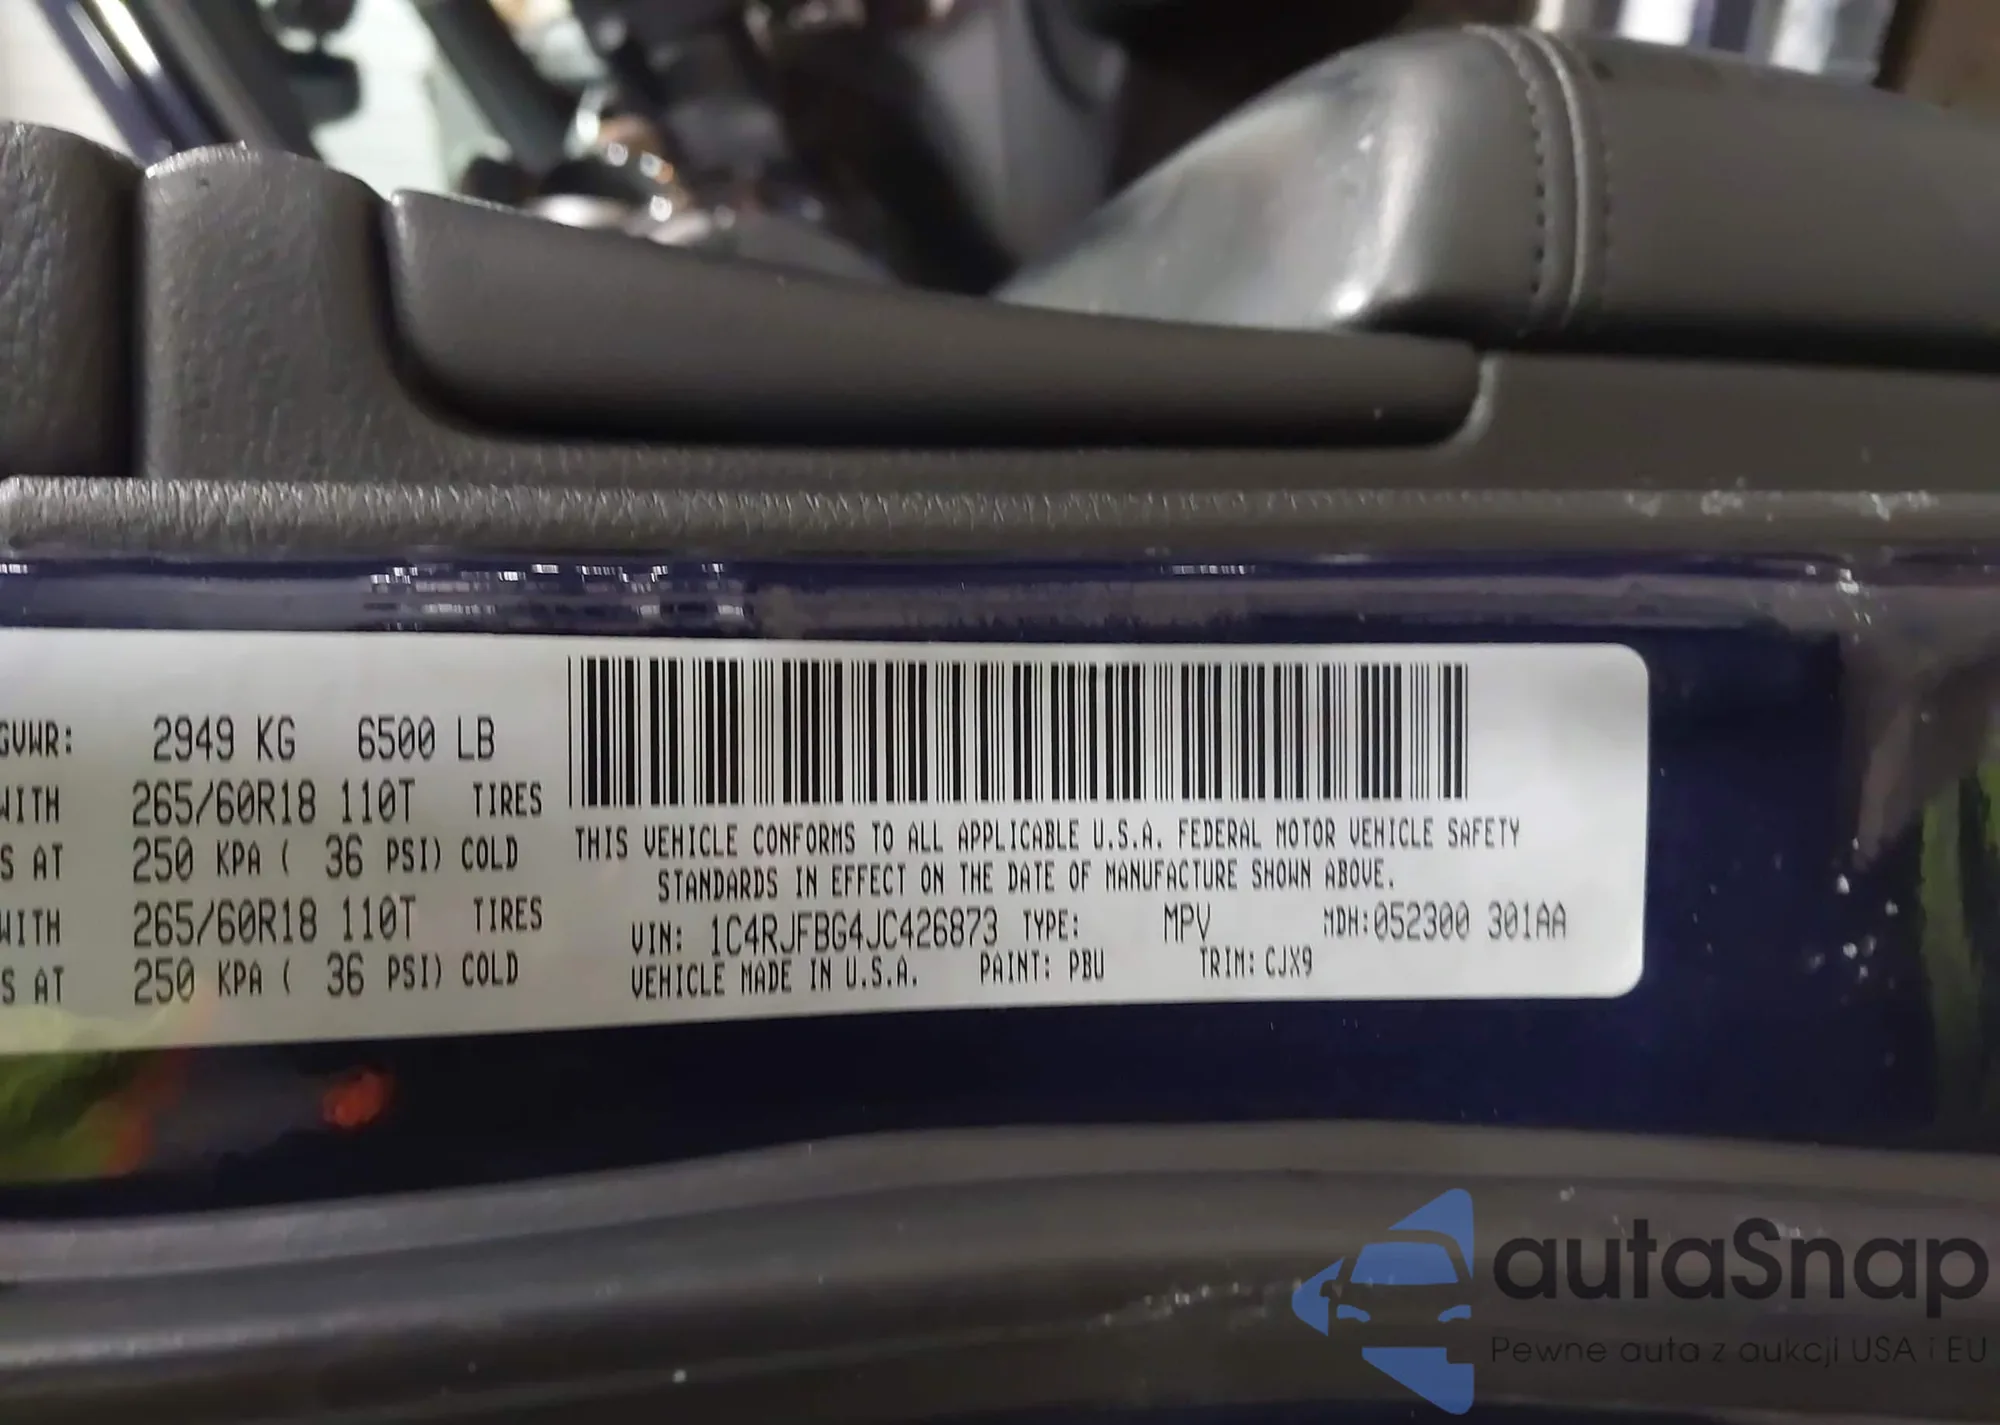 GVWR: 2949 KG 6500 LB
WITH 265/60R18 110T TIRES
S AT 250 KPA ( 36 PSI) COLD
WITH 265/60R18 110T TIRES
S AT 250 KPA ( 36 PSI) COLD
THIS VEHICLE CONFORMS TO ALL APPLICABLE U.S.A. FEDERAL MOTOR VEHICLE SAFETY
STANDARDS IN EFFECT ON THE DATE OF MANUFACTURE SHOWN ABOVE.
VIN: 1C4RJFBG4JC426873 TYPE: MPV MDH:052300 301AA
VEHICLE MADE IN U.S.A. PAINT: PBU TRIM: CJX9
autaSnap
Pewne auta z aukcji USA i EU